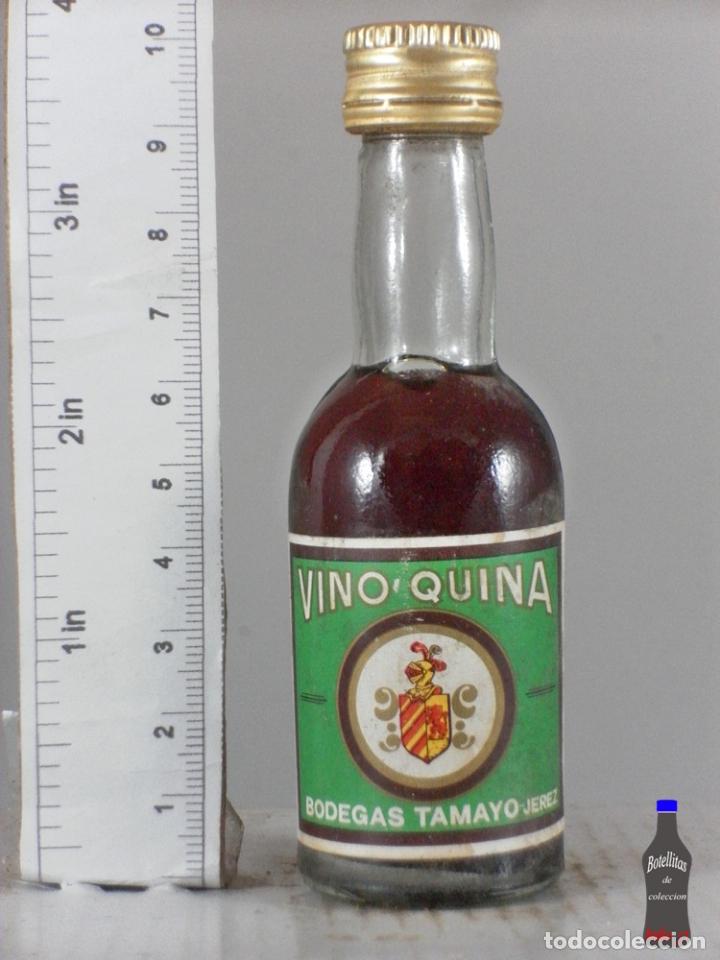 4
10
9
3 in
8
7
6
2 in
5
4
1 in
3
2
1
VINO QUINA
BODEGAS TAMAYO-JEREZ
Botellitas
de
coleccion
todocoleccion